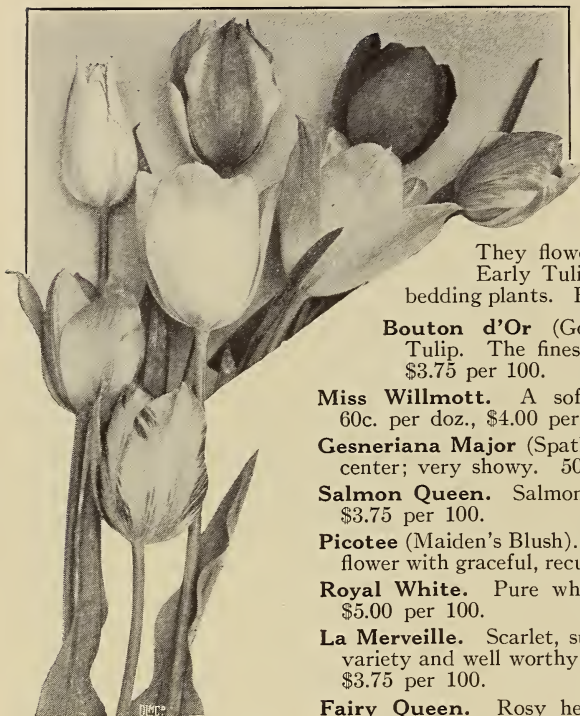 They flow
Early Tuli
bedding plants.
Bouton d'Or (G
Tulip. The fines
$3.75 per 100.
Miss Willmott. A sof
60c. per doz., $4.00 per
Gesneriana Major (Spat
center; very showy. 50
Salmon Queen. Salmon
$3.75 per 100.
Picotee (Maiden's Blush).
flower with graceful, recu
Royal White. Pure wh
$5.00 per 100.
La Merveille. Scarlet, s
variety and well worthy
$3.75 per 100.
Fairy Queen. Rosy he